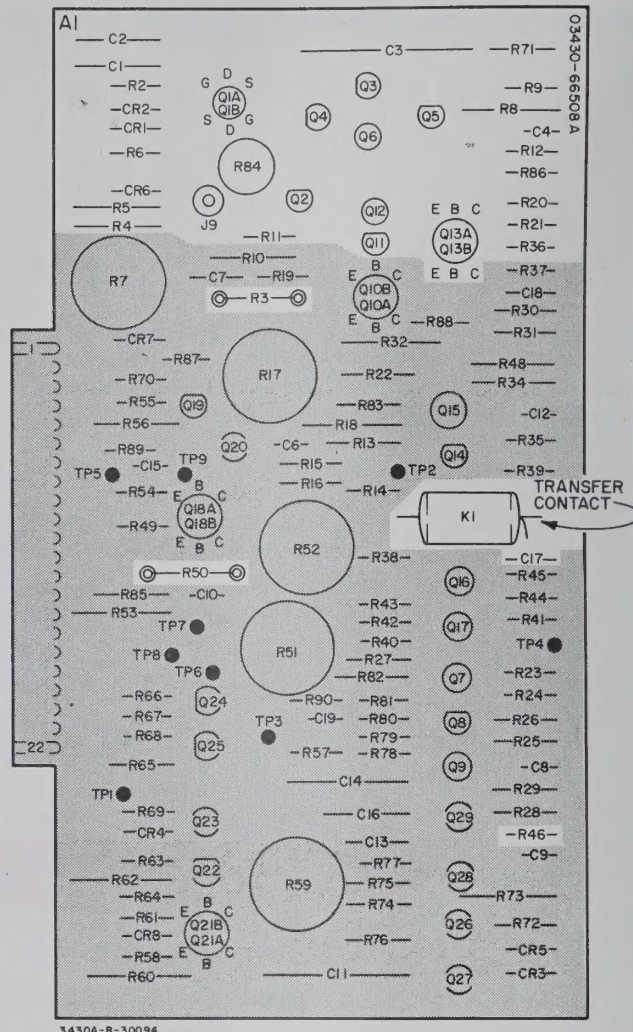 A1
03430-66508A
C2
C3
R71
C1
R2
G D S
Q1A
Q1B
S D G
Q3
R9
CR2
Q4
Q5
R8
CR1
Q6
C4
R6
R12
R84
R86
CR6
J9
Q2
R5
Q12
E B C
R20
R4
R11
Q11
Q13A
Q13B
R21
R10
R36
C7
R19
B
E C
Q10B
Q10A
E C
B
E B C
R37
R7
R3
C18
R88
R30
CR7
R32
R31
1
R87
R17
R22
R48
R70
R34
R55
Q19
R83
Q15
C12
R56
R18
R89
Q20
C6
R13
R35
C15
TP9
R15
Q14
TP5
TP2
R39
R54
B
E C
Q18A
Q18B
E C
B
R16
R14
TRANSFER
CONTACT
K1
R49
R52
R38
C17
R50
Q16
R45
R85
C10
R43
R44
R53
R42
Q17
R41
TP7
R51
R40
TP4
TP8
R27
TP6
R82
Q7
R23
R66
Q24
R90
R81
R24
R67
C19
R80
Q8
R26
R68
Q25
TP3
R79
R25
22
R57
R78
R65
Q9
C8
C14
R29
TP1
R69
Q23
C16
Q29
R28
CR4
C13
R46
R63
Q22
R77
C9
R62
R59
R75
Q28
R64
R74
R73
R61
B
E C
Q21B
Q21A
E C
B
Q26
R72
CR8
R76
CR5
R58
R60
C11
Q27
CR3
3430A-B-30094